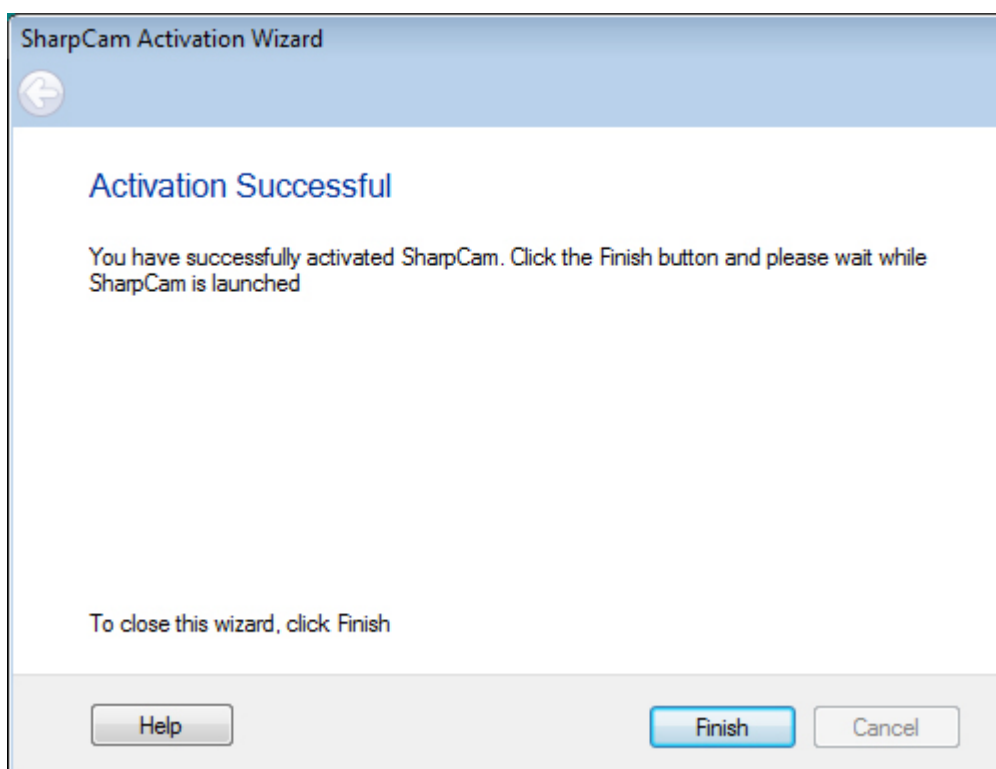 SharpCam Activation Wizard
Activation Successful
You have successfully activated SharpCam. Click the Finish button and please wait while
SharpCam is launched
To close this wizard, click Finish
Help
Finish
Cancel